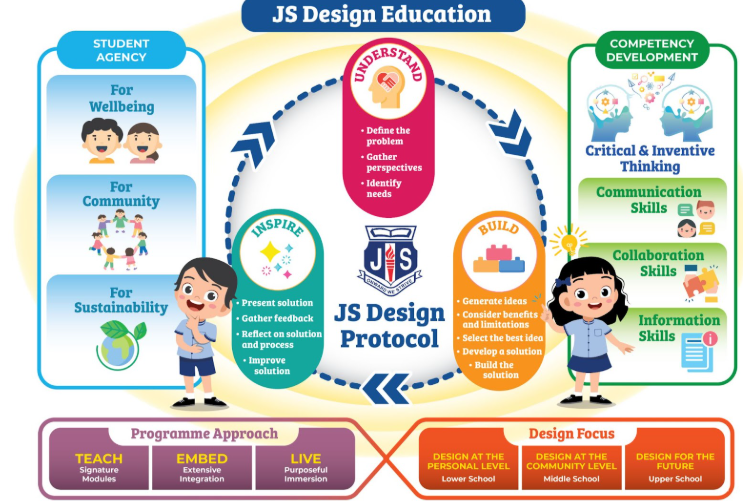 JS Design Education
STUDENT
AGENCY
For
Wellbeing
For
Community
For
Sustainability
UNDERSTAND
• Define the
problem
• Gather
perspectives
• Identify
needs
INSPIRE
• Present solution
• Gather feedback
• Reflect on solution
and process
• Improve
solution
JS
ONWARD WE STRIVE
JS Design
Protocol
BUILD
• Generate ideas
• Consider benefits
and limitations
• Select the best idea
• Develop a solution
• Build the
solution
COMPETENCY
DEVELOPMENT
Critical & Inventive
Thinking
Communication
Skills
Collaboration
Skills
Information
Skills
Programme Approach
TEACH
Signature
Modules
EMBED
Extensive
Integration
LIVE
Purposeful
Immersion
Design Focus
DESIGN AT THE
PERSONAL LEVEL
Lower School
DESIGN AT THE
COMMUNITY LEVEL
Middle School
DESIGN FOR THE
FUTURE
Upper School